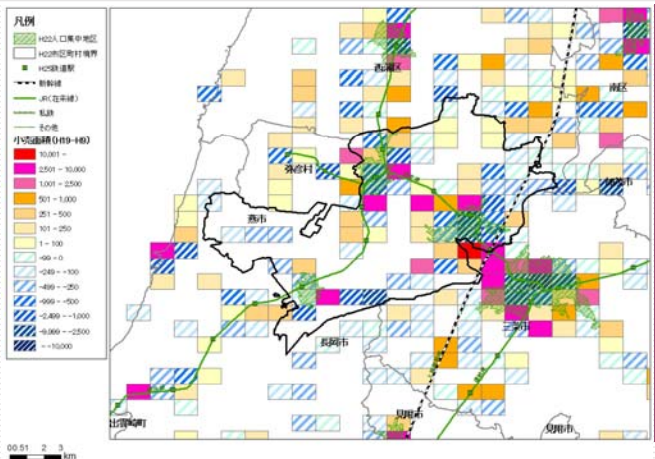 凡例
H22人口集中地区
H22市区町村境界
H25鉄道駅
新幹線
JR(在来線)
私鉄
その他
小売面積(H19-H9)
10,001 -
2,501 - 10,000
1,001 - 2,500
501 - 1,000
251 - 500
101 - 250
1 - 100
-99 - 0
-249 - -100
-499 - -250
-999 - -500
-2,499 - -1,000
-9,999 - -2,500
- -10,000
西蒲区
南区
弥彦村
加茂市
燕市
三条市
長岡市
見附市
出雲崎町
見附市
0 0.5 1 2 3
km